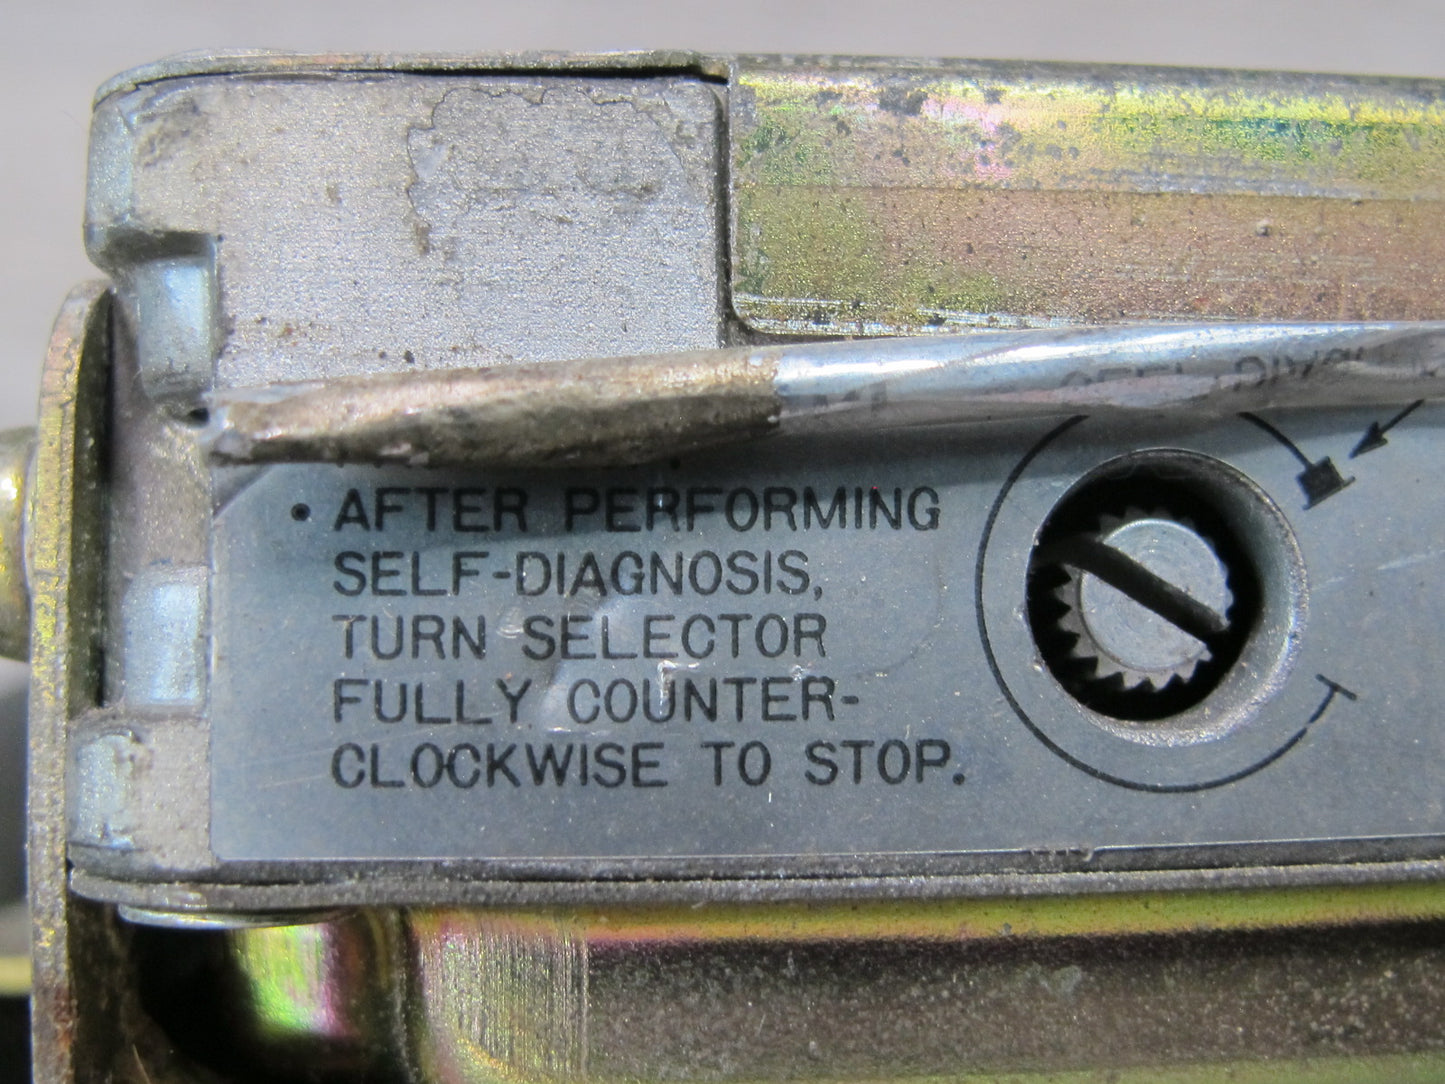 • AFTER PERFORMING
SELF-DIAGNOSIS,
TURN SELECTOR
FULLY COUNTER-
CLOCKWISE TO STOP.